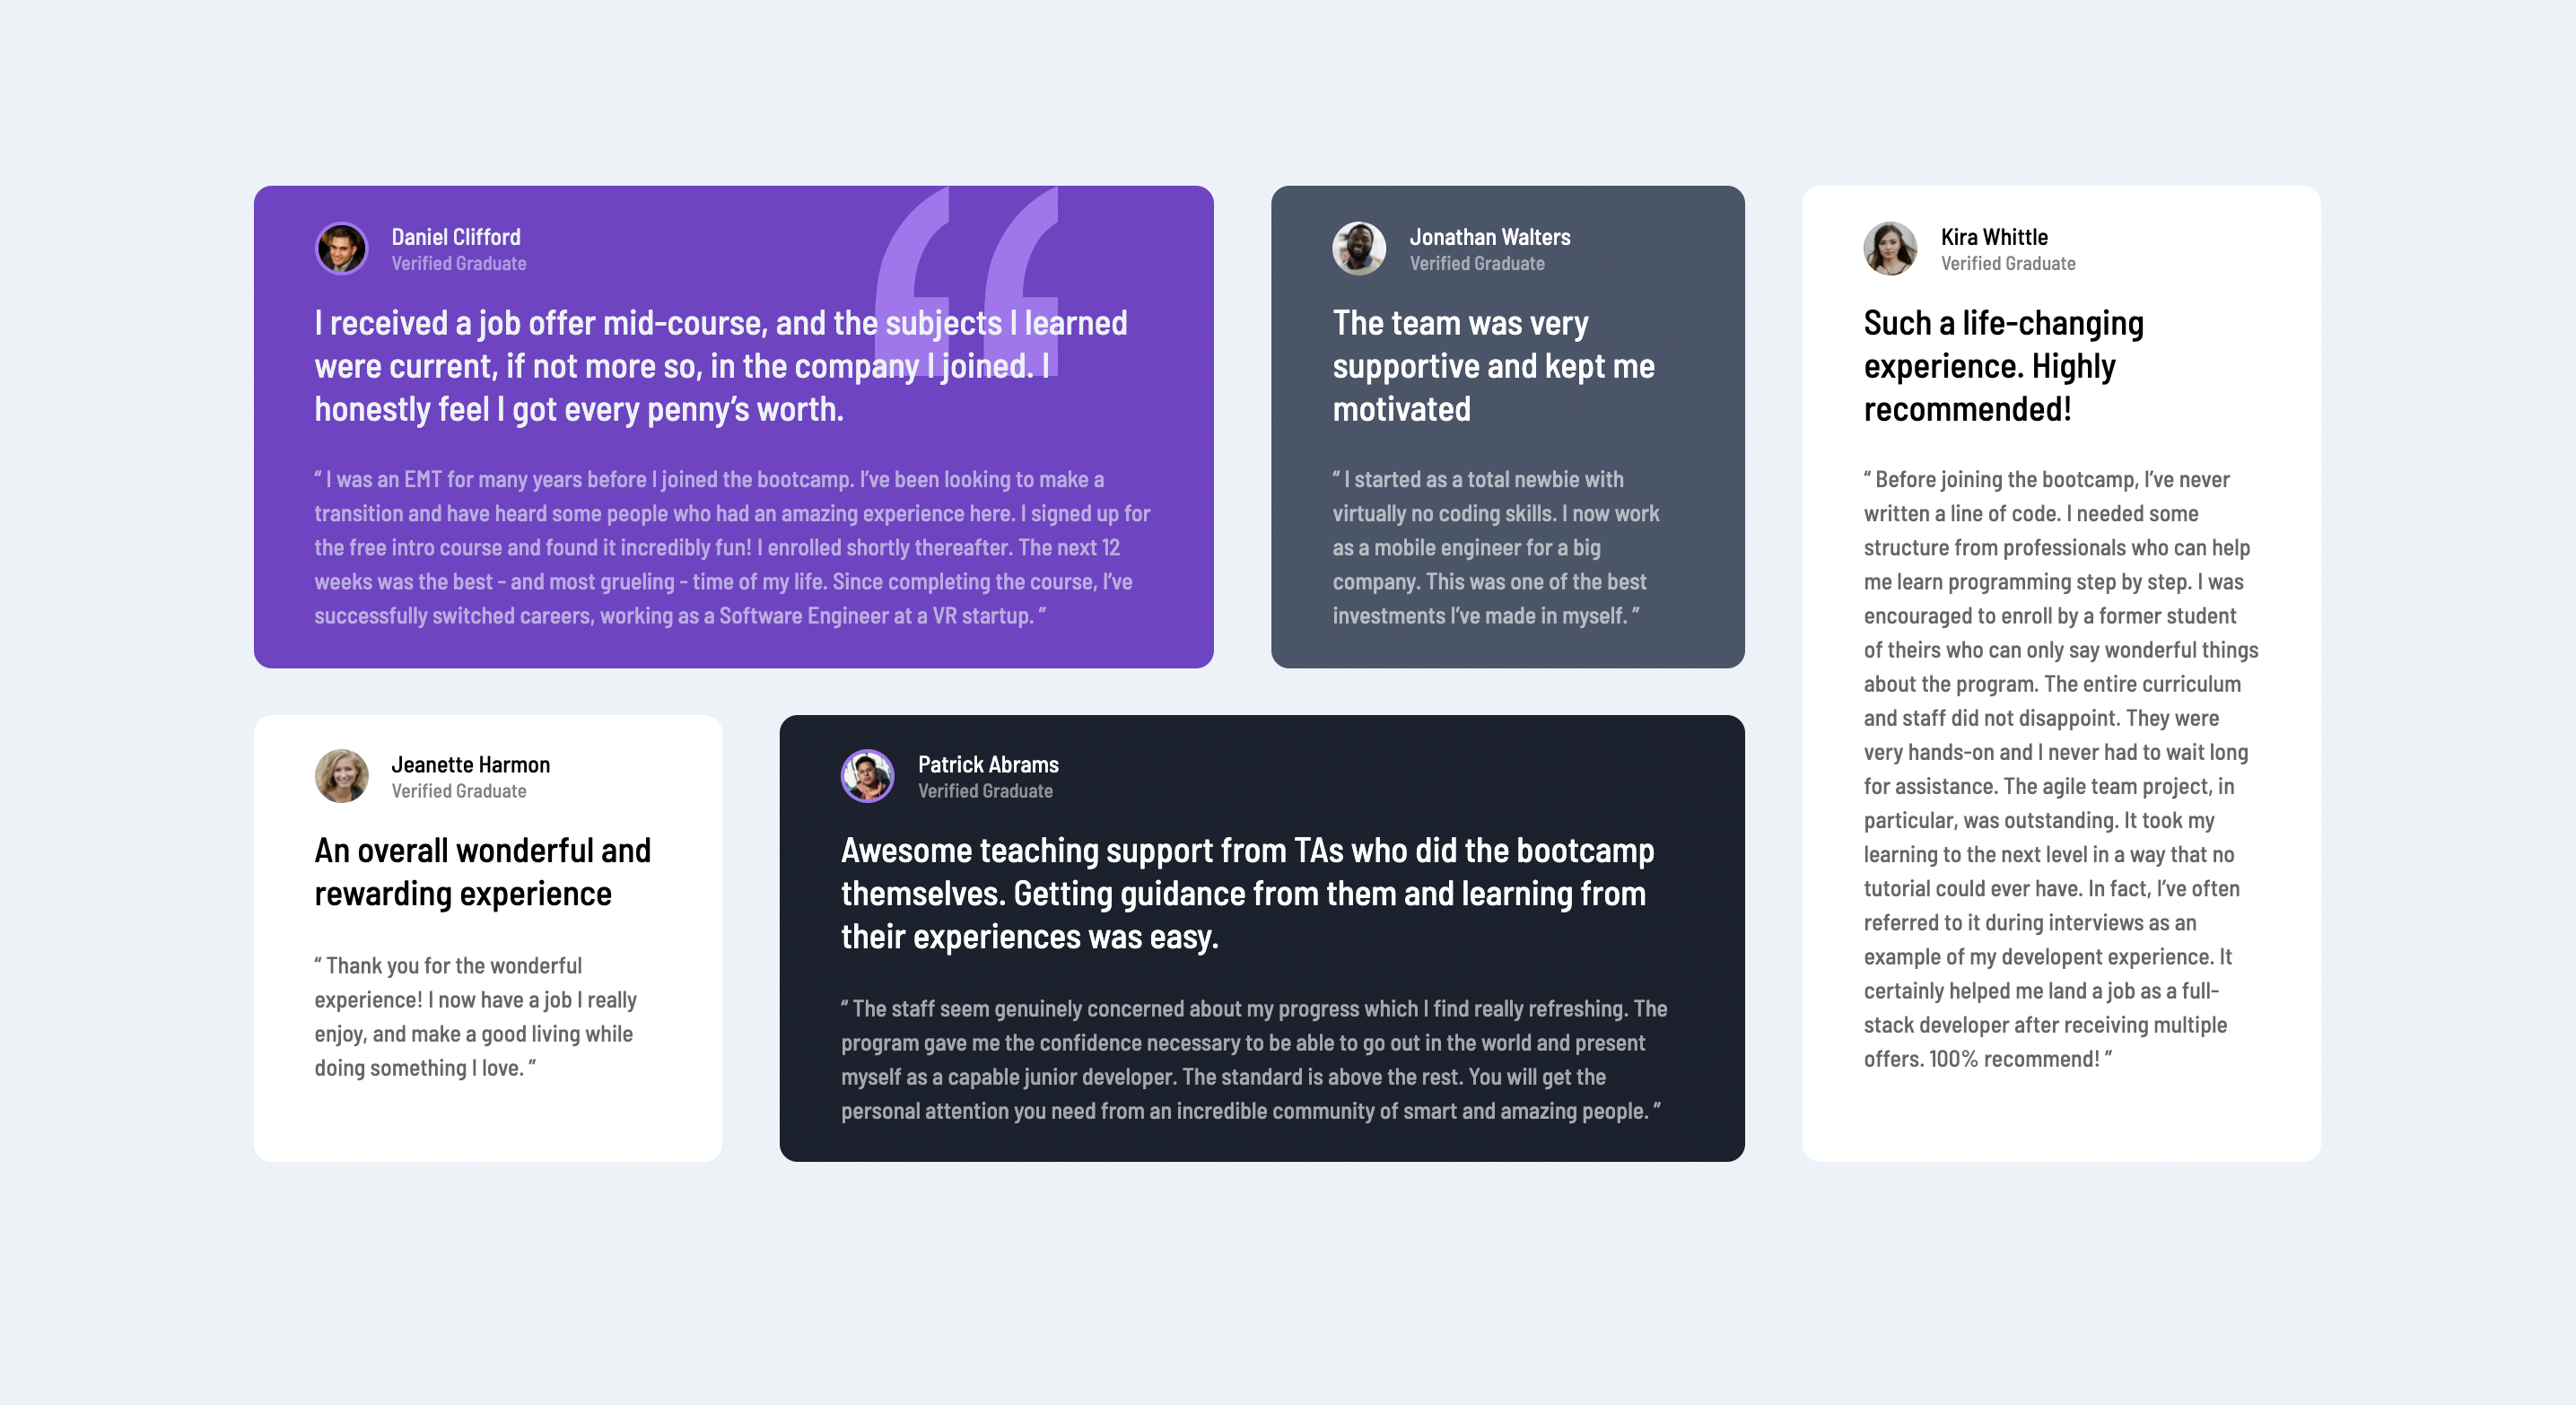 Daniel Clifford
Verified Graduate
I received a job offer mid-course, and the subjects I learned
were current, if not more so, in the company I joined. I
honestly feel I got every penny’s worth.
“ I was an EMT for many years before I joined the bootcamp. I’ve been looking to make a
transition and have heard some people who had an amazing experience here. I signed up for
the free intro course and found it incredibly fun! I enrolled shortly thereafter. The next 12
weeks was the best - and most grueling - time of my life. Since completing the course, I’ve
successfully switched careers, working as a Software Engineer at a VR startup. ”
Jonathan Walters
Verified Graduate
The team was very
supportive and kept me
motivated
“ I started as a total newbie with
virtually no coding skills. I now work
as a mobile engineer for a big
company. This was one of the best
investments I’ve made in myself. ”
Kira Whittle
Verified Graduate
Such a life-changing
experience. Highly
recommended!
“ Before joining the bootcamp, I’ve never
written a line of code. I needed some
structure from professionals who can help
me learn programming step by step. I was
encouraged to enroll by a former student
of theirs who can only say wonderful things
about the program. The entire curriculum
and staff did not disappoint. They were
very hands-on and I never had to wait long
for assistance. The agile team project, in
particular, was outstanding. It took my
learning to the next level in a way that no
tutorial could ever have. In fact, I’ve often
referred to it during interviews as an
example of my developent experience. It
certainly helped me land a job as a full-
stack developer after receiving multiple
offers. 100% recommend! ”
Jeanette Harmon
Verified Graduate
An overall wonderful and
rewarding experience
“ Thank you for the wonderful
experience! I now have a job I really
enjoy, and make a good living while
doing something I love. ”
Patrick Abrams
Verified Graduate
Awesome teaching support from TAs who did the bootcamp
themselves. Getting guidance from them and learning from
their experiences was easy.
“ The staff seem genuinely concerned about my progress which I find really refreshing. The
program gave me the confidence necessary to be able to go out in the world and present
myself as a capable junior developer. The standard is above the rest. You will get the
personal attention you need from an incredible community of smart and amazing people. ”